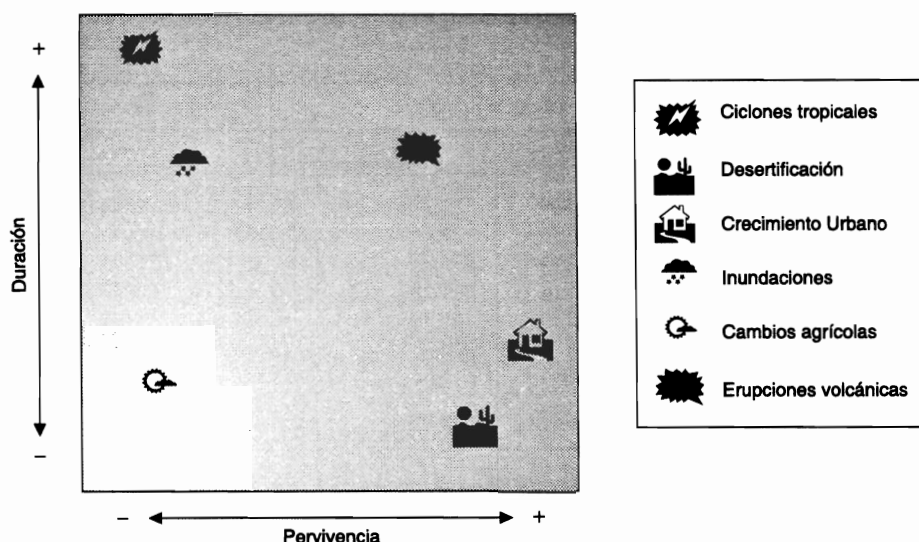 +
Duración
–
–
+
Pervivencia
Ciclones tropicales
Desertificación
Crecimiento Urbano
Inundaciones
Cambios agrícolas
Erupciones volcánicas